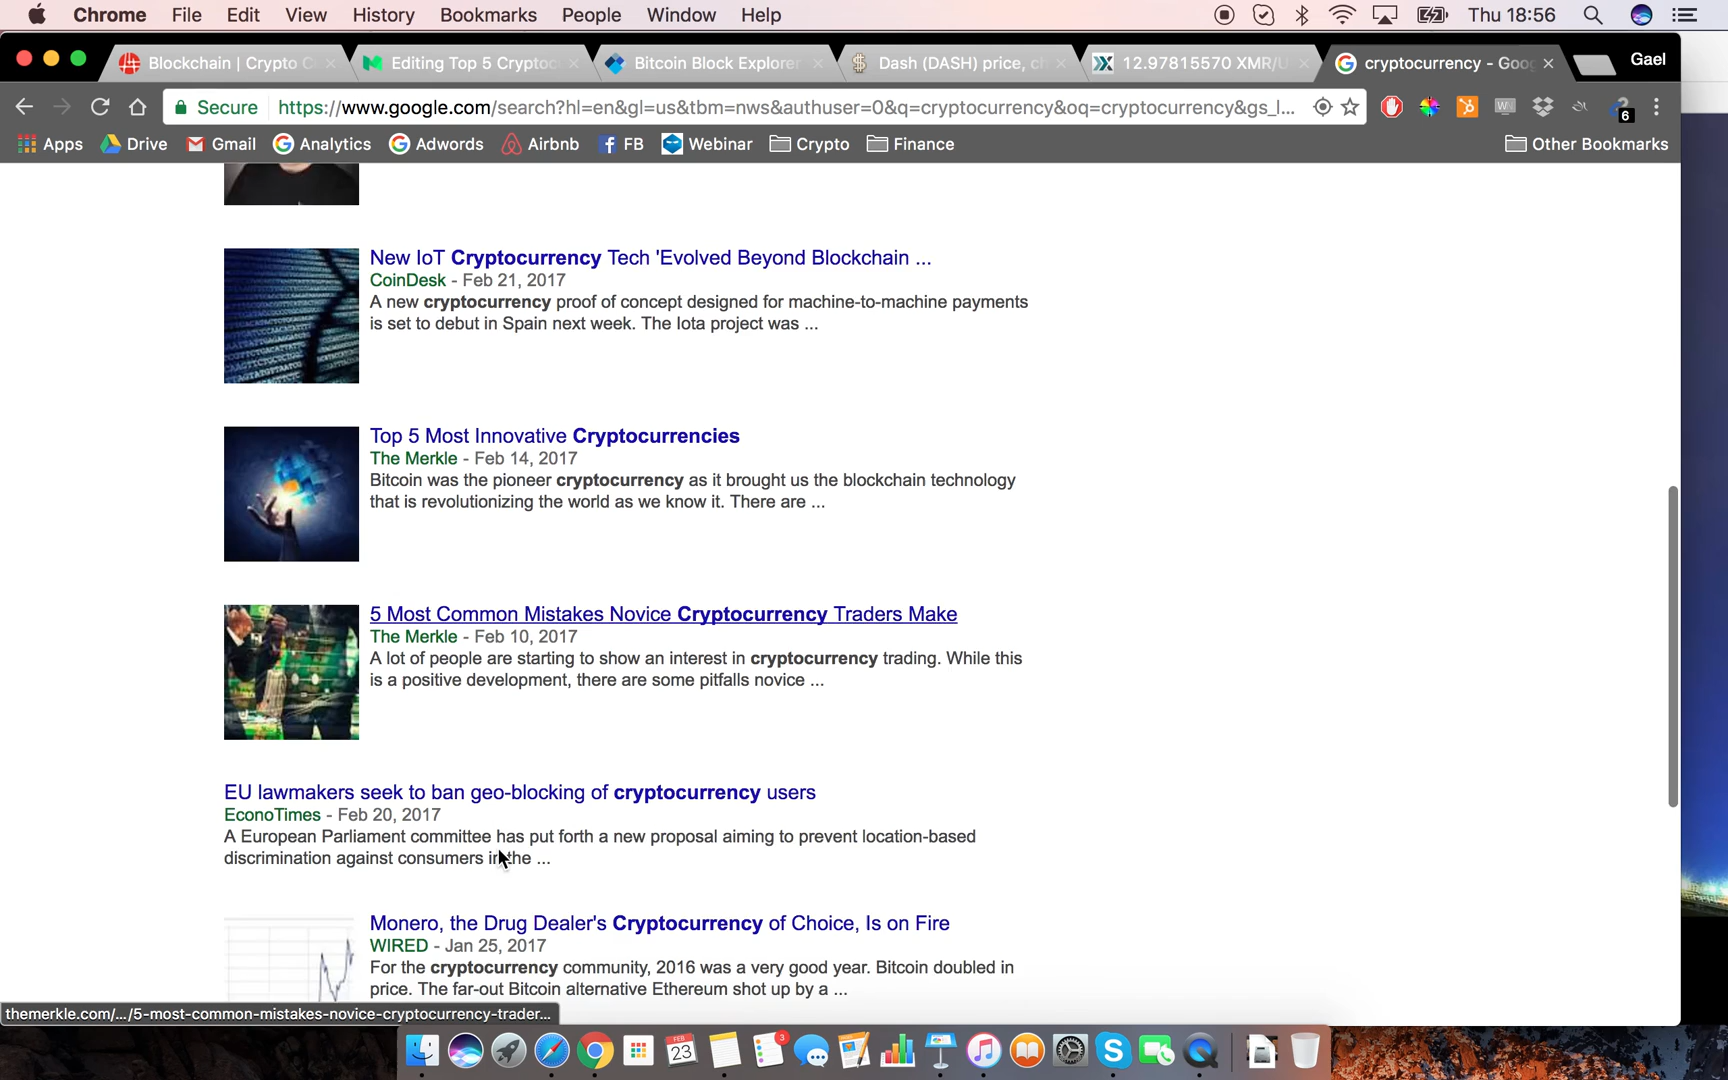 Chrome File Edit View History Bookmarks People Window Help Thu 18:56
Blockchain | Crypto C Editing Top 5 Cryptoc Bitcoin Block Explorer Dash (DASH) price, ch 12.97815570 XMR/U cryptocurrency - Goo Gael
Secure https://www.google.com/search?hl=en&gl=us&tbm=nws&authuser=0&q=cryptocurrency&oq=cryptocurrency&gs_l... 6
Apps Drive Gmail Analytics Adwords Airbnb FB Webinar Crypto Finance Other Bookmarks
New IoT Cryptocurrency Tech 'Evolved Beyond Blockchain ...
CoinDesk - Feb 21, 2017
A new cryptocurrency proof of concept designed for machine-to-machine payments
is set to debut in Spain next week. The Iota project was ...
Top 5 Most Innovative Cryptocurrencies
The Merkle - Feb 14, 2017
Bitcoin was the pioneer cryptocurrency as it brought us the blockchain technology
that is revolutionizing the world as we know it. There are ...
5 Most Common Mistakes Novice Cryptocurrency Traders Make
The Merkle - Feb 10, 2017
A lot of people are starting to show an interest in cryptocurrency trading. While this
is a positive development, there are some pitfalls novice ...
EU lawmakers seek to ban geo-blocking of cryptocurrency users
EconoTimes - Feb 20, 2017
A European Parliament committee has put forth a new proposal aiming to prevent location-based
discrimination against consumers in the ...
Monero, the Drug Dealer's Cryptocurrency of Choice, Is on Fire
WIRED - Jan 25, 2017
For the cryptocurrency community, 2016 was a very good year. Bitcoin doubled in
price. The far-out Bitcoin alternative Ethereum shot up by a ...
themerkle.com/.../5-most-common-mistakes-novice-cryptocurrency-trader...
FEB
23
3